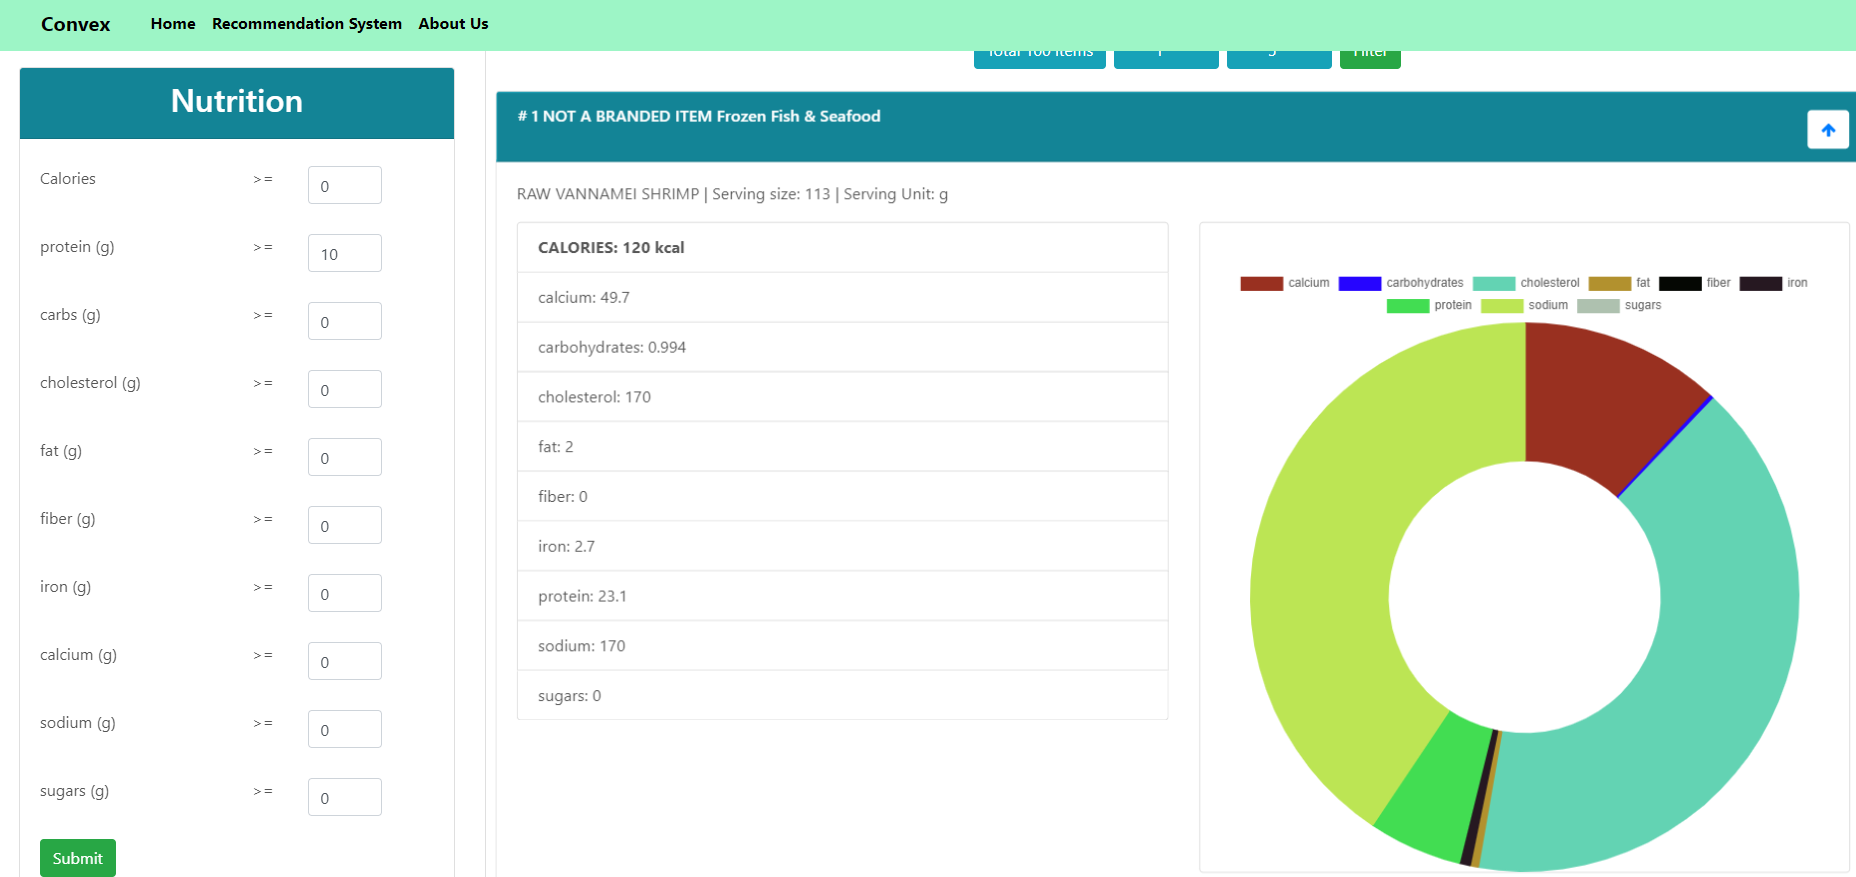 Convex Home Recommendation System About Us
Nutrition
Calories >= 0
protein (g) >= 10
carbs (g) >= 0
cholesterol (g) >= 0
fat (g) >= 0
fiber (g) >= 0
iron (g) >= 0
calcium (g) >= 0
sodium (g) >= 0
sugars (g) >= 0
Submit
Total 100 items
Filter
# 1 NOT A BRANDED ITEM Frozen Fish & Seafood
RAW VANNAMEI SHRIMP | Serving size: 113 | Serving Unit: g
CALORIES: 120 kcal
calcium: 49.7
carbohydrates: 0.994
cholesterol: 170
fat: 2
fiber: 0
iron: 2.7
protein: 23.1
sodium: 170
sugars: 0
calcium carbohydrates cholesterol fat fiber iron
protein sodium sugars